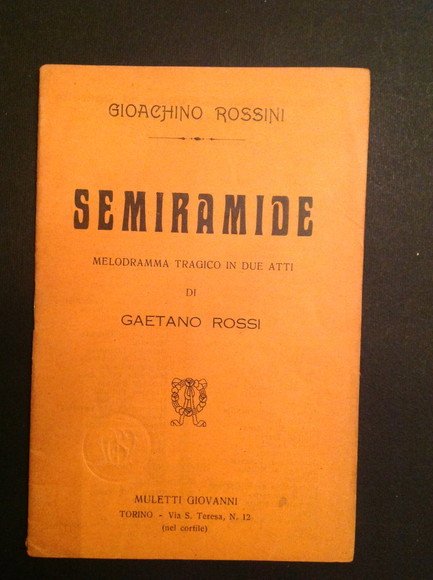 GIOACHINO ROSSINI
SEMIRAMIDE
MELODRAMMA TRAGICO IN DUE ATTI
DI
GAETANO ROSSI
MULETTI GIOVANNI
TORINO - Via S. Teresa, N. 12
(nel cortile)